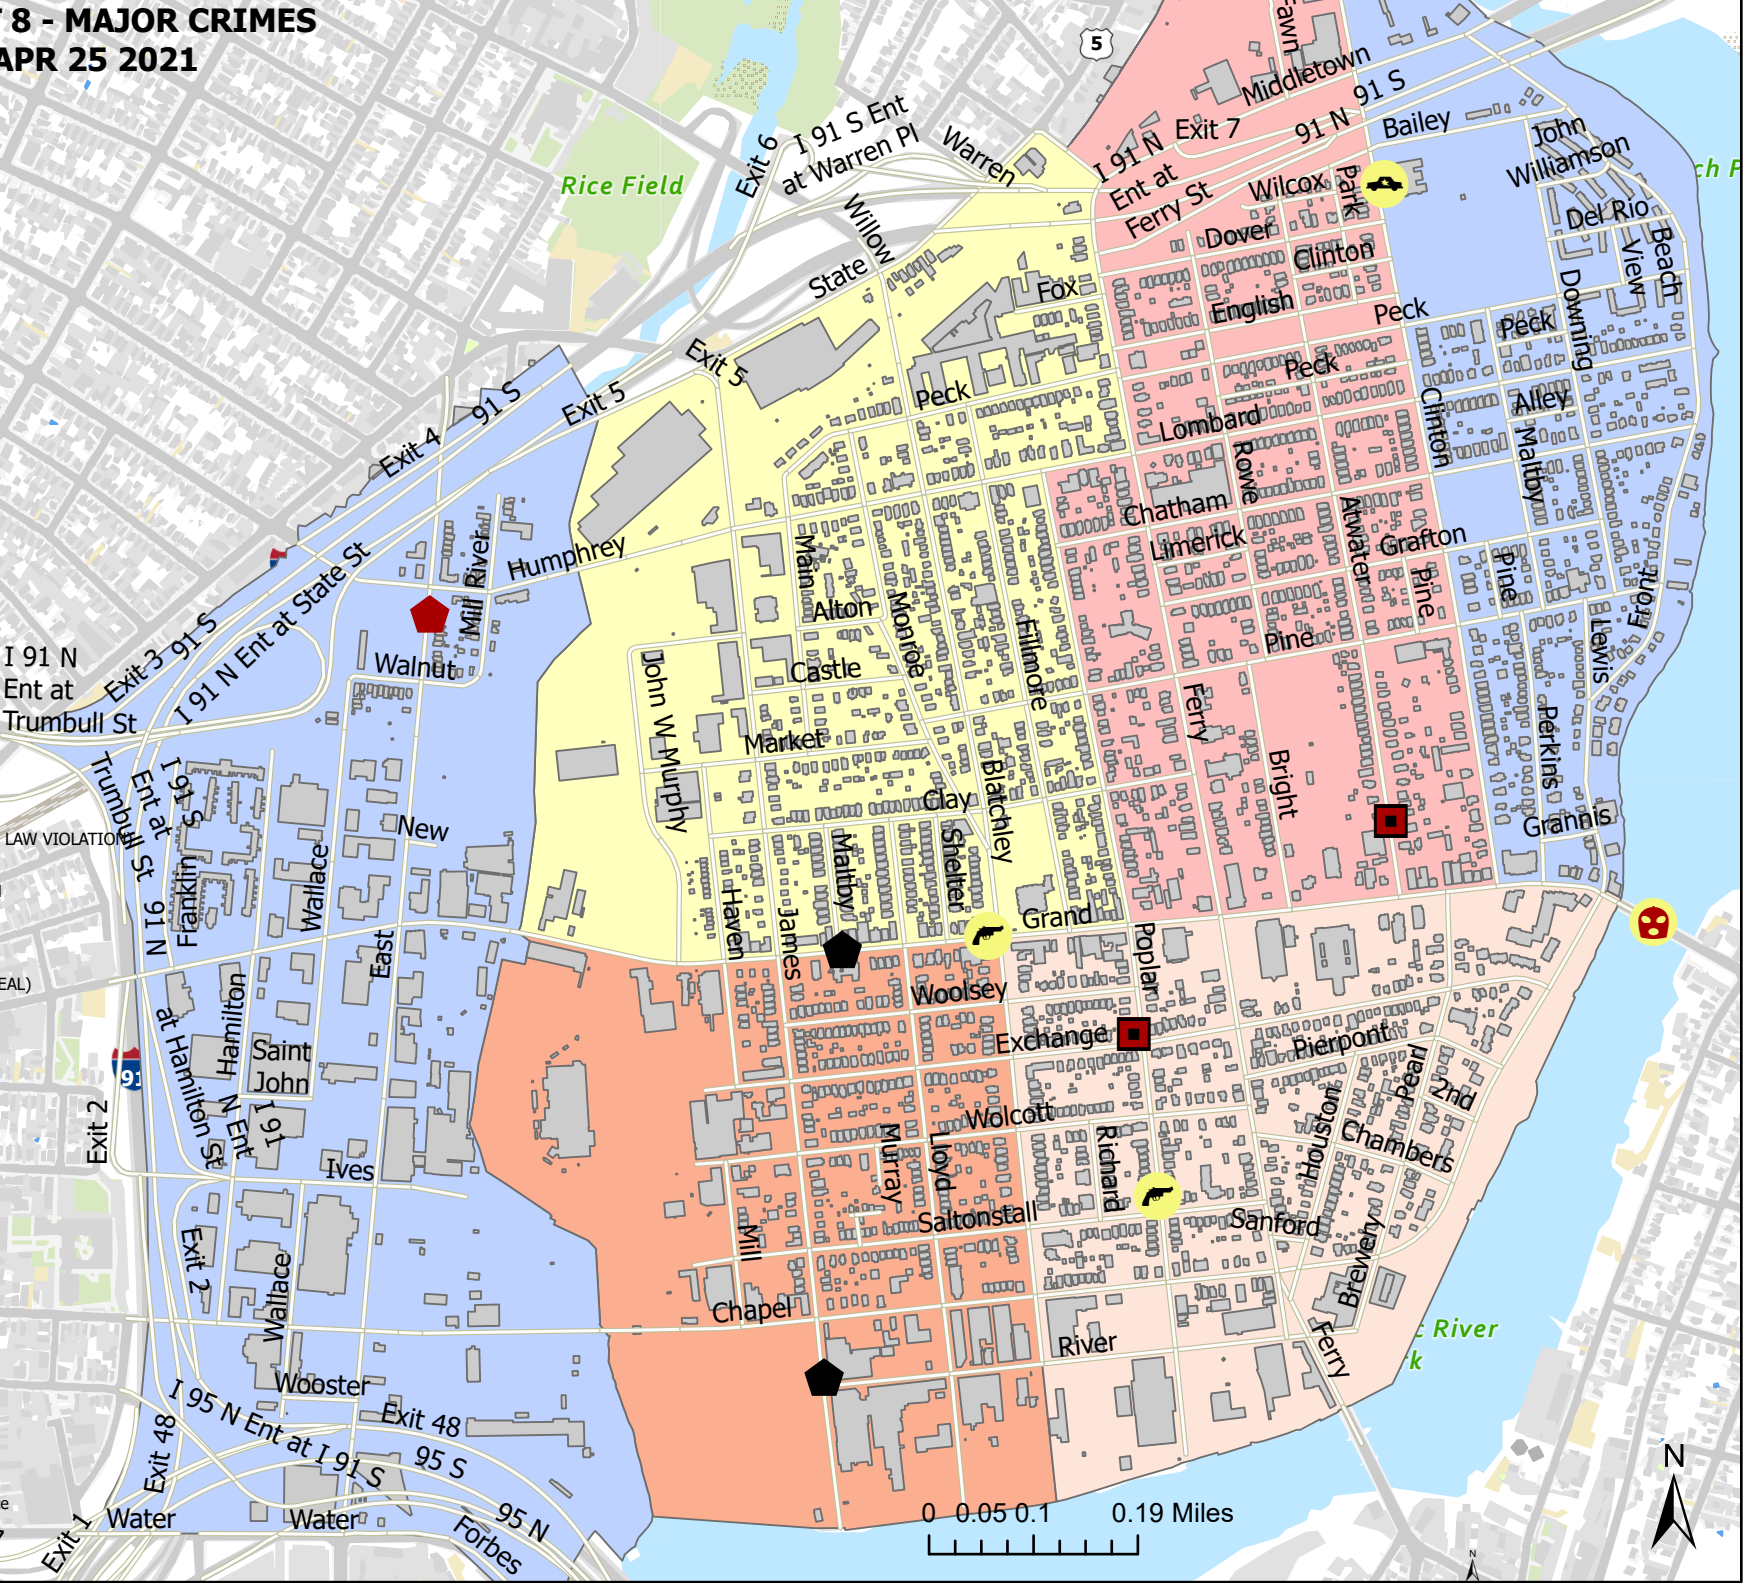 8 - MAJOR CRIMES
APR 25 2021
5
Fawn
Middletown
91 S
Exit 7
91 N
Bailey
John
Williamson
I 91 S Ent
at Warren Pl
Warren
Exit 6
I 91 N
Ent at
Ferry St
Wilcox
Park
Rice Field
Willow
State
Dover
Clinton
Del Rio
View
Beach
Fox
English
Peck
Peck
Downing
Exit 5
Peck
Peck
Exit 5
91 S
Exit 4
Lombard
Rowe
Clinton
Alley
Maltby
Chatham
Limerick
Atwater
Grafton
Pine
Pine
Front
Lewis
Humphrey
Mill River
Main
Alton
Monroe
Fillmore
Pine
I 91 N
Ent at
Trumbull St
Exit 3
91 S
I 91 N Ent at State St
Walnut
John W Murphy
Castle
Market
Ferry
Bright
Perkins
Grannis
Trumbull St
Ent at
I 91 S
LAW VIOLATION)
New
Clay
Blatchley
Shelter
Maltby
Wallace
Franklin
91 N
Haven
James
Grand
Poplar
East
EAL)
Woolsey
Exchange
Pierpont
Pearl
2nd
Hamilton
Saint
John
at Hamilton St
N Ent
I 91
91
Exit 2
Wolcott
Houston
Chambers
Murray
Lloyd
Richard
Ives
Saltonstall
Sanford
Mill
Brewery
Exit 2
Wallace
Chapel
River
Ferry
c River
rk
Wooster
I 95 N Ent at I 91 S
Exit 48
Exit 48
95 S
95 N
Water
Water
Forbes
Exit 1
0 0.05 0.1 0.19 Miles
N
N